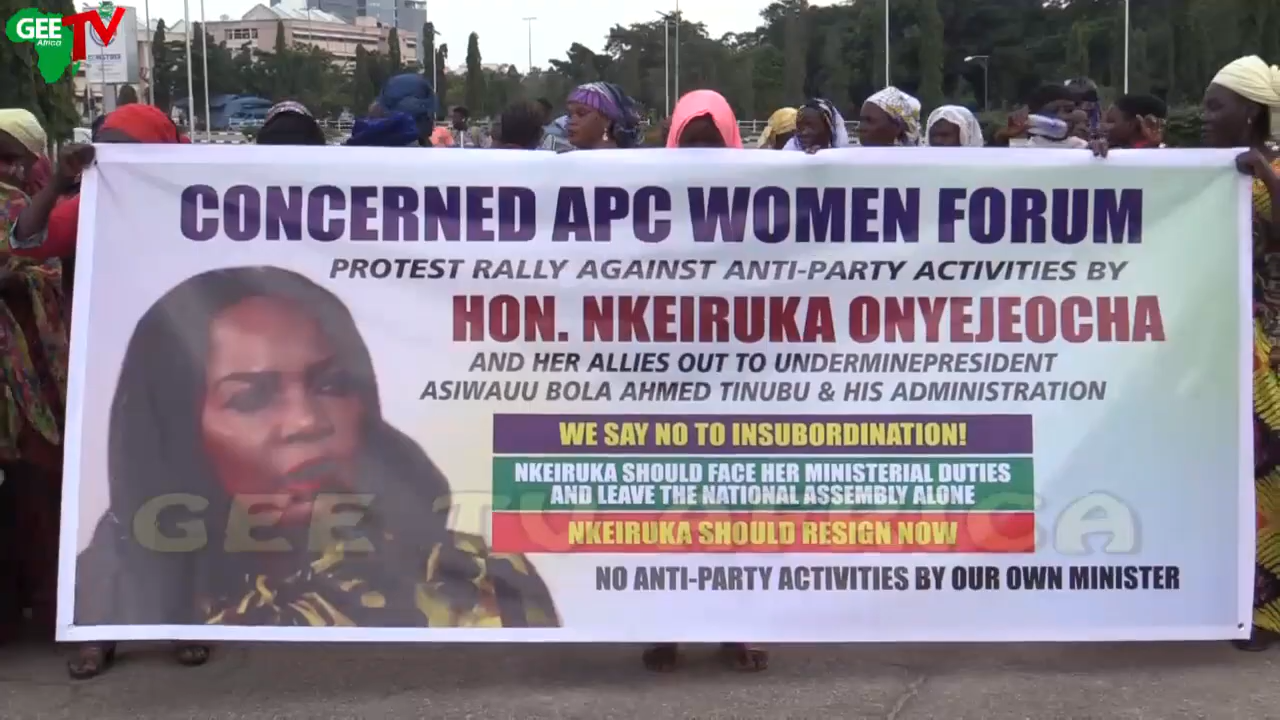 GEE TV
Africa
CONCERNED APC WOMEN FORUM
PROTEST RALLY AGAINST ANTI-PARTY ACTIVITIES BY
HON. NKEIRUKA ONYEJEOCHA
AND HER ALLIES OUT TO UNDERMINEPRESIDENT
ASIWAUU BOLA AHMED TINUBU & HIS ADMINISTRATION
WE SAY NO TO INSUBORDINATION!
NKEIRUKA SHOULD FACE HER MINISTERIAL DUTIES
AND LEAVE THE NATIONAL ASSEMBLY ALONE
GEE TV AFRICA
NKEIRUKA SHOULD RESIGN NOW
NO ANTI-PARTY ACTIVITIES BY OUR OWN MINISTER